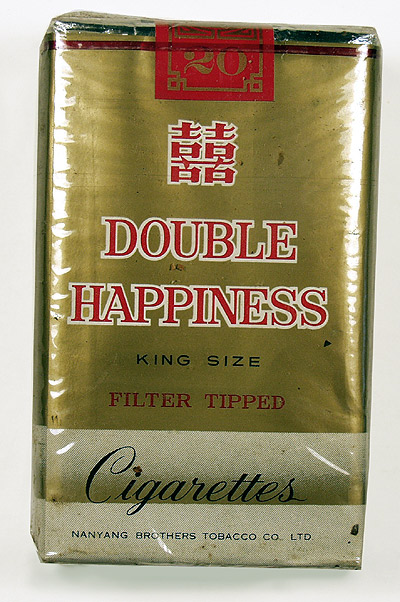 20
囍
DOUBLE
HAPPINESS
KING SIZE
FILTER TIPPED
Cigarettes
NANYANG BROTHERS TOBACCO CO. LTD